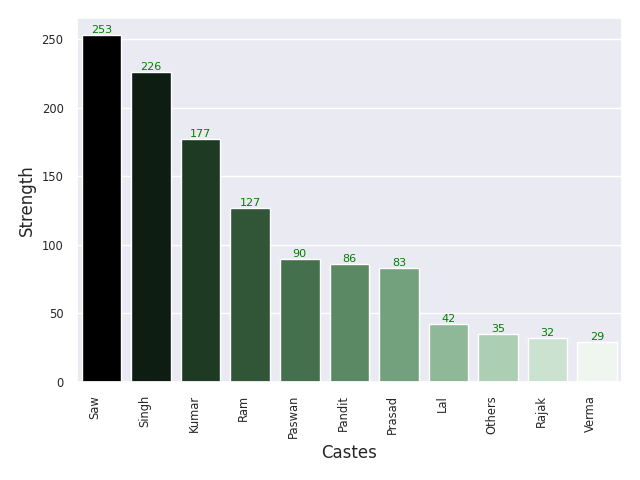 253
226
177
127
90
86
83
42
35
32
29
250
200
150
100
50
0
Strength
Saw
Singh
Kumar
Ram
Paswan
Pandit
Prasad
Lal
Others
Rajak
Verma
Castes